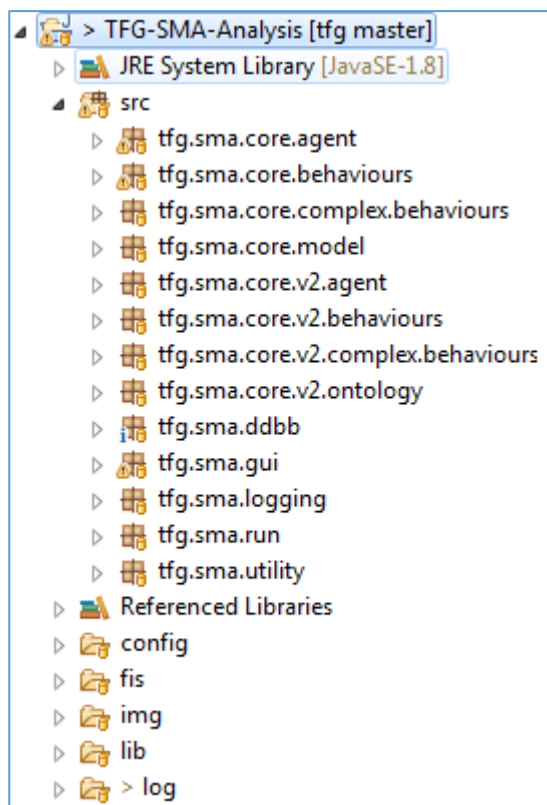 > TFG-SMA-Analysis [tfg master]
JRE System Library [JavaSE-1.8]
src
tfg.sma.core.agent
tfg.sma.core.behaviours
tfg.sma.core.complex.behaviours
tfg.sma.core.model
tfg.sma.core.v2.agent
tfg.sma.core.v2.behaviours
tfg.sma.core.v2.complex.behaviours
tfg.sma.core.v2.ontology
tfg.sma.ddbb
tfg.sma.gui
tfg.sma.logging
tfg.sma.run
tfg.sma.utility
Referenced Libraries
config
fis
img
lib
> log